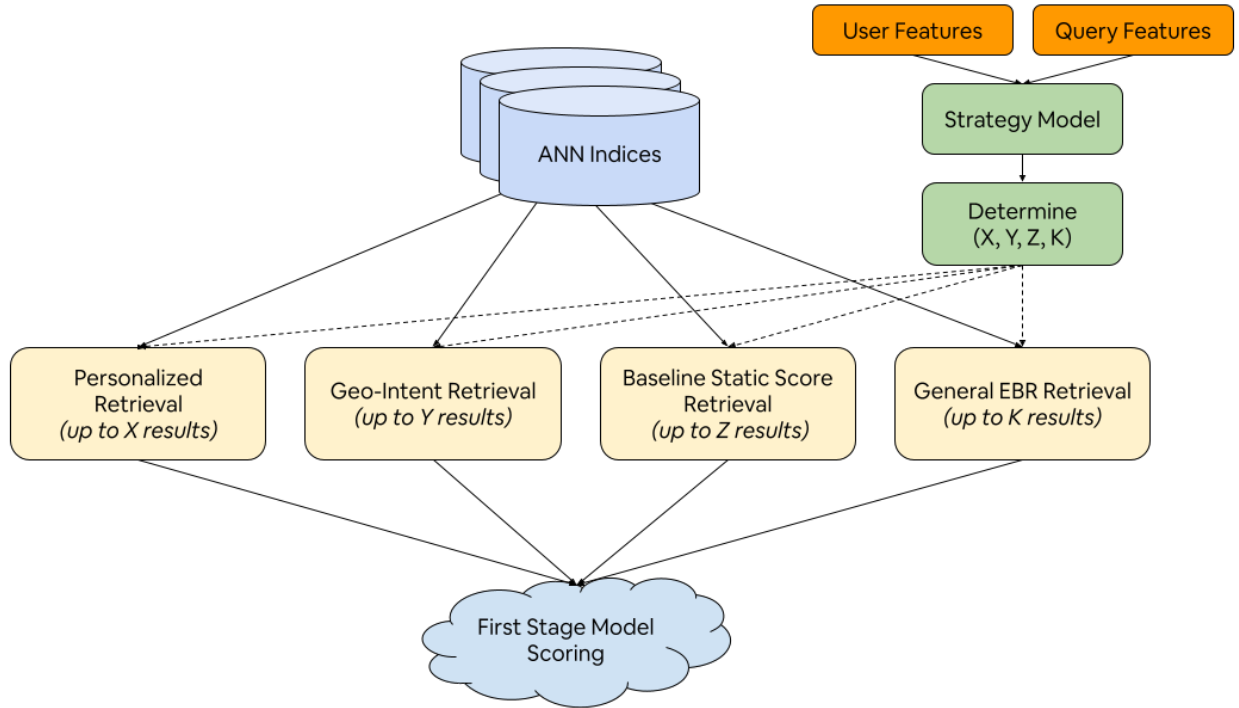 User Features
Query Features
Strategy Model
ANN Indices
Determine
(X, Y, Z, K)
Personalized
Retrieval
(up to X results)
Geo-Intent Retrieval
(up to Y results)
Baseline Static Score
Retrieval
(up to Z results)
General EBR Retrieval
(up to K results)
First Stage Model
Scoring